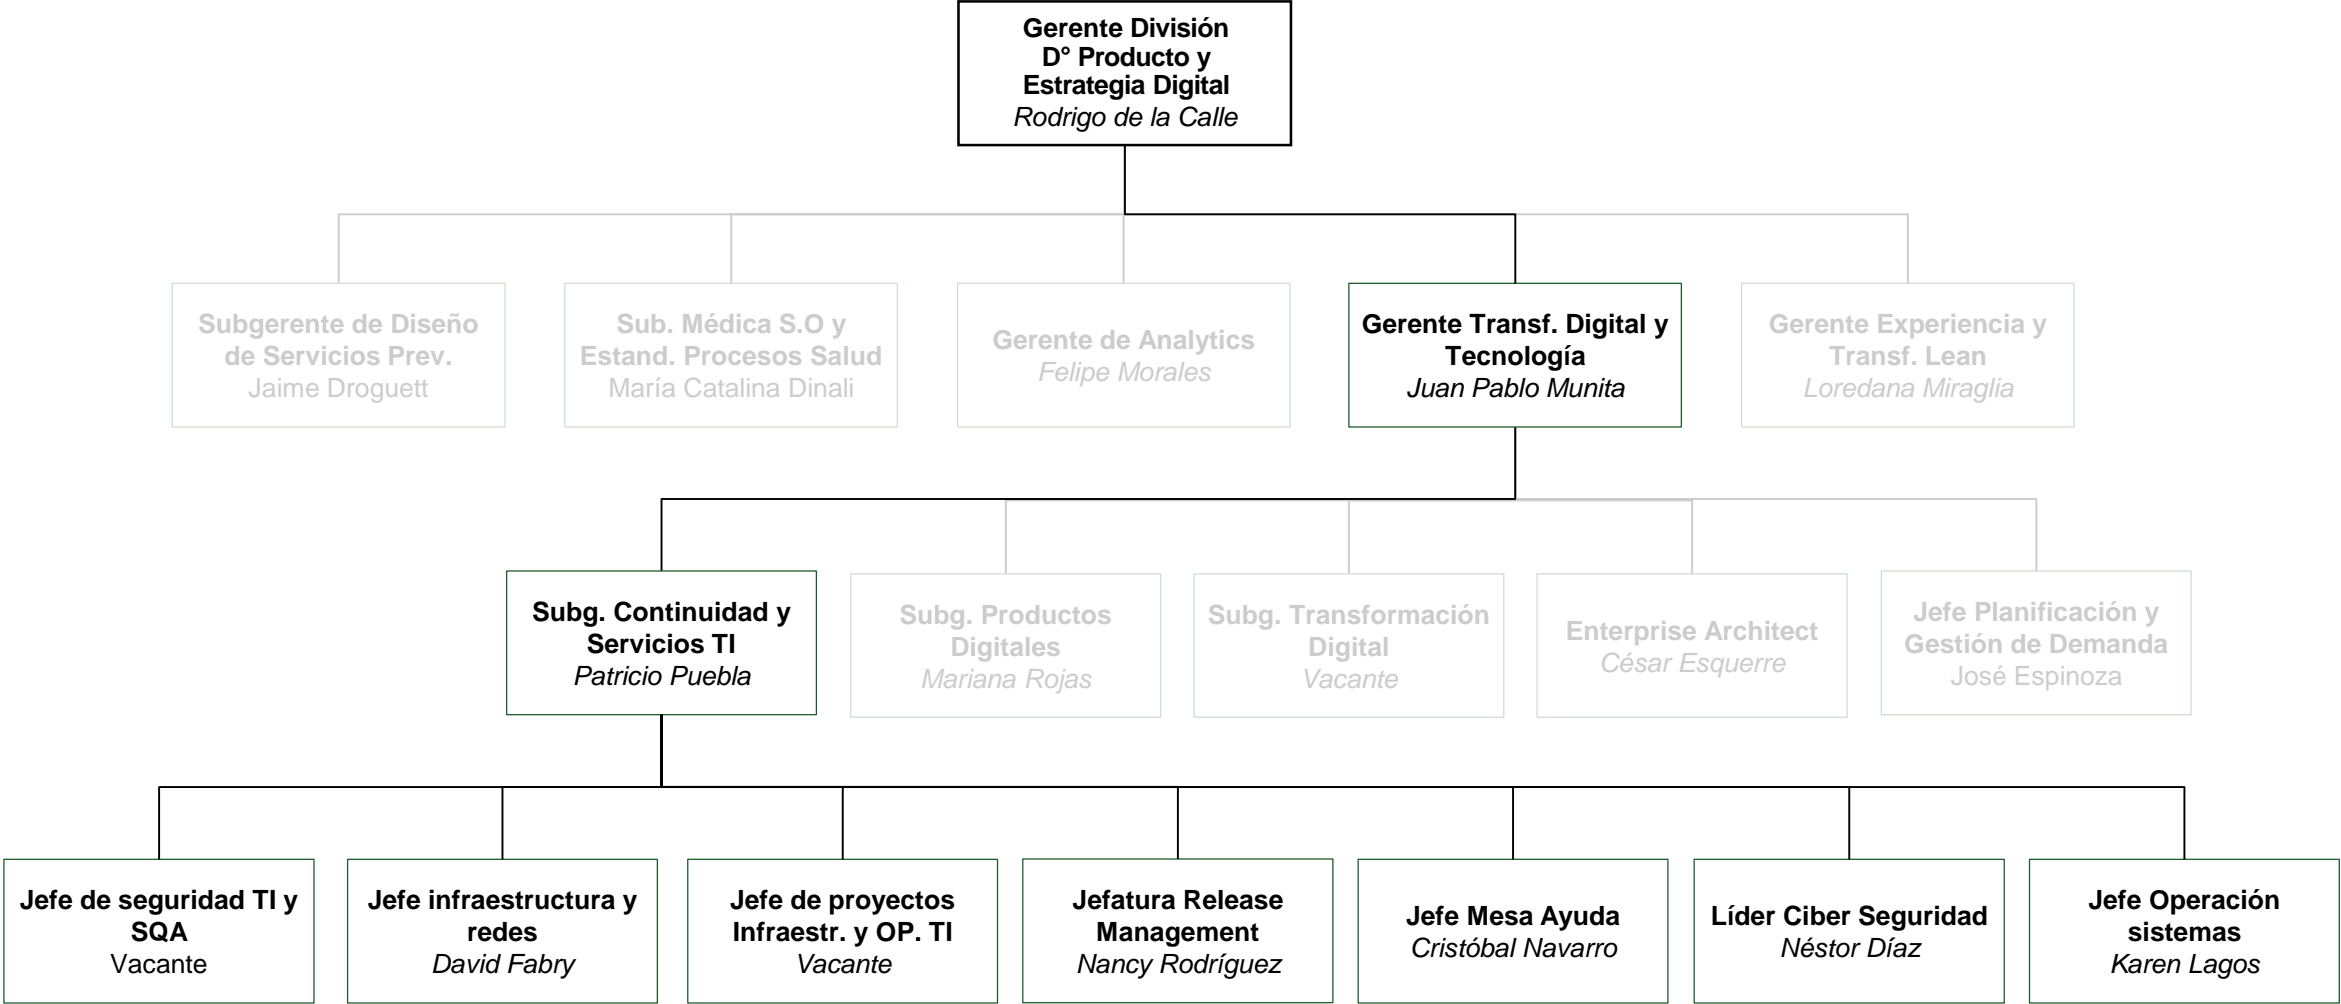 Gerente División
D° Producto y
Estrategia Digital
Rodrigo de la Calle
Subgerente de Diseño
de Servicios Prev.
Jaime Droguett
Sub. Médica S.O y
Estand. Procesos Salud
María Catalina Dinali
Gerente de Analytics
Felipe Morales
Gerente Transf. Digital y
Tecnología
Juan Pablo Munita
Gerente Experiencia y
Transf. Lean
Loredana Miraglia
Subg. Continuidad y
Servicios TI
Patricio Puebla
Subg. Productos
Digitales
Mariana Rojas
Subg. Transformación
Digital
Vacante
Enterprise Architect
César Esquerre
Jefe Planificación y
Gestión de Demanda
José Espinoza
Jefe de seguridad TI y
SQA
Vacante
Jefe infraestructura y
redes
David Fabry
Jefe de proyectos
Infraestr. y OP. TI
Vacante
Jefatura Release
Management
Nancy Rodríguez
Jefe Mesa Ayuda
Cristóbal Navarro
Líder Ciber Seguridad
Néstor Díaz
Jefe Operación
sistemas
Karen Lagos